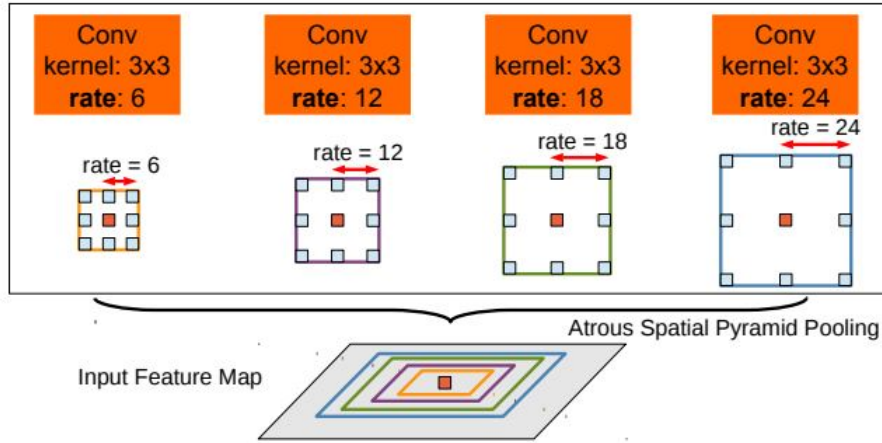 Conv
kernel: 3x3
rate: 6
Conv
kernel: 3x3
rate: 12
Conv
kernel: 3x3
rate: 18
Conv
kernel: 3x3
rate: 24
rate = 6
rate = 12
rate = 18
rate = 24
Atrous Spatial Pyramid Pooling
Input Feature Map